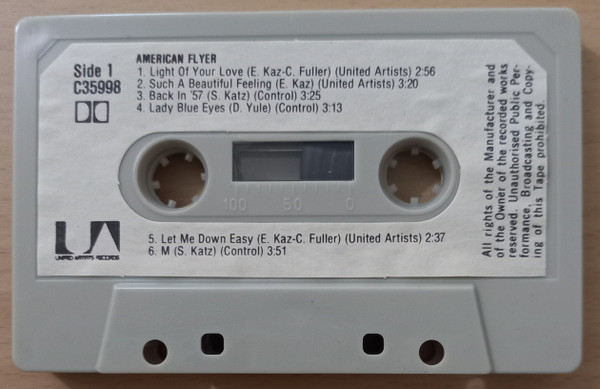 AMERICAN FLYER
Side 1
C35998
1. Light Of Your Love (E. Kaz-C. Fuller) (United Artists) 2:56
2. Such A Beautiful Feeling (E. Kaz) (United Artists) 3:20
3. Back In '57 (S. Katz) (Control) 3:25
4. Lady Blue Eyes (D. Yule) (Control) 3:13
100 50 0
5. Let Me Down Easy (E. Kaz-C. Fuller) (United Artists) 2:37
6. M (S. Katz) (Control) 3:51
UA
UNITED ARTISTS RECORDS
All rights of the Manufacturer and
of the Owner of the recorded works
reserved. Unauthorised Public Per-
formance, Broadcasting and Copy-
ing of this Tape prohibited.